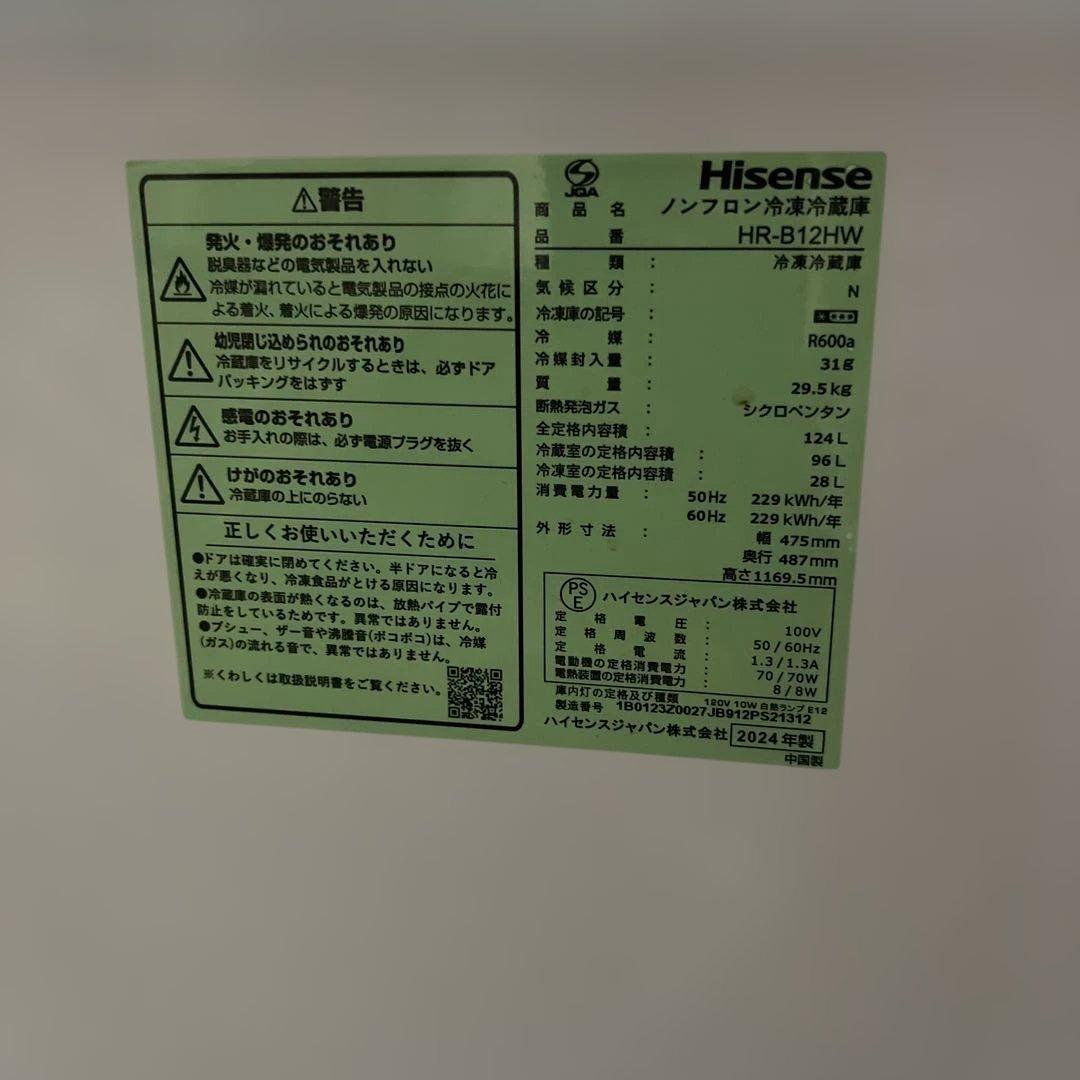 警告
発火・爆発のおそれあり
脱臭器などの電気製品を入れない
冷媒が漏れていると電気製品の接点の火花に
よる着火、着火による爆発の原因になります。
幼児閉じ込められのおそれあり
冷蔵庫をリサイクルするときは、必ずドア
パッキングをはずす
感電のおそれあり
お手入れの際は、必ず電源プラグを抜く
けがのおそれあり
冷蔵庫の上にのらない
正しくお使いいただくために
●ドアは確実に閉めてください。半ドアになると冷
えが悪くなり、冷凍食品がとける原因になります。
●冷蔵庫の表面が熱くなるのは、放熱パイプで露付
防止をしているためです。異常ではありません。
●プシュー、ザー音や沸騰音(ポコポコ)は、冷媒
(ガス)の流れる音で、異常ではありません。
※くわしくは取扱説明書をご覧ください。
JQA
Hisense
商品名 ノンフロン冷凍冷蔵庫
品番 HR-B12HW
種類 : 冷凍冷蔵庫
気候区分 : N
冷凍庫の記号 :
冷媒 : R600a
冷媒封入量 : 31g
質量 : 29.5kg
断熱発泡ガス : シクロペンタン
全定格内容積 : 124L
冷蔵室の定格内容積 : 96L
冷凍室の定格内容積 : 28L
消費電力量 : 50Hz 229kWh/年
60Hz 229kWh/年
外形寸法 : 幅 475mm
奥行 487mm
高さ1169.5mm
PSE ハイセンスジャパン株式会社
定格電圧 : 100V
定格周波数 : 50/60Hz
定格電流 : 1.3/1.3A
電動機の定格消費電力 : 70/70W
電熱装置の定格消費電力 : 8/8W
庫内灯の定格及び種類 120V 10W 白熱ランプ E12
製造番号 1B0123Z0027JB912PS21312
ハイセンスジャパン株式会社 2024年製
中国製